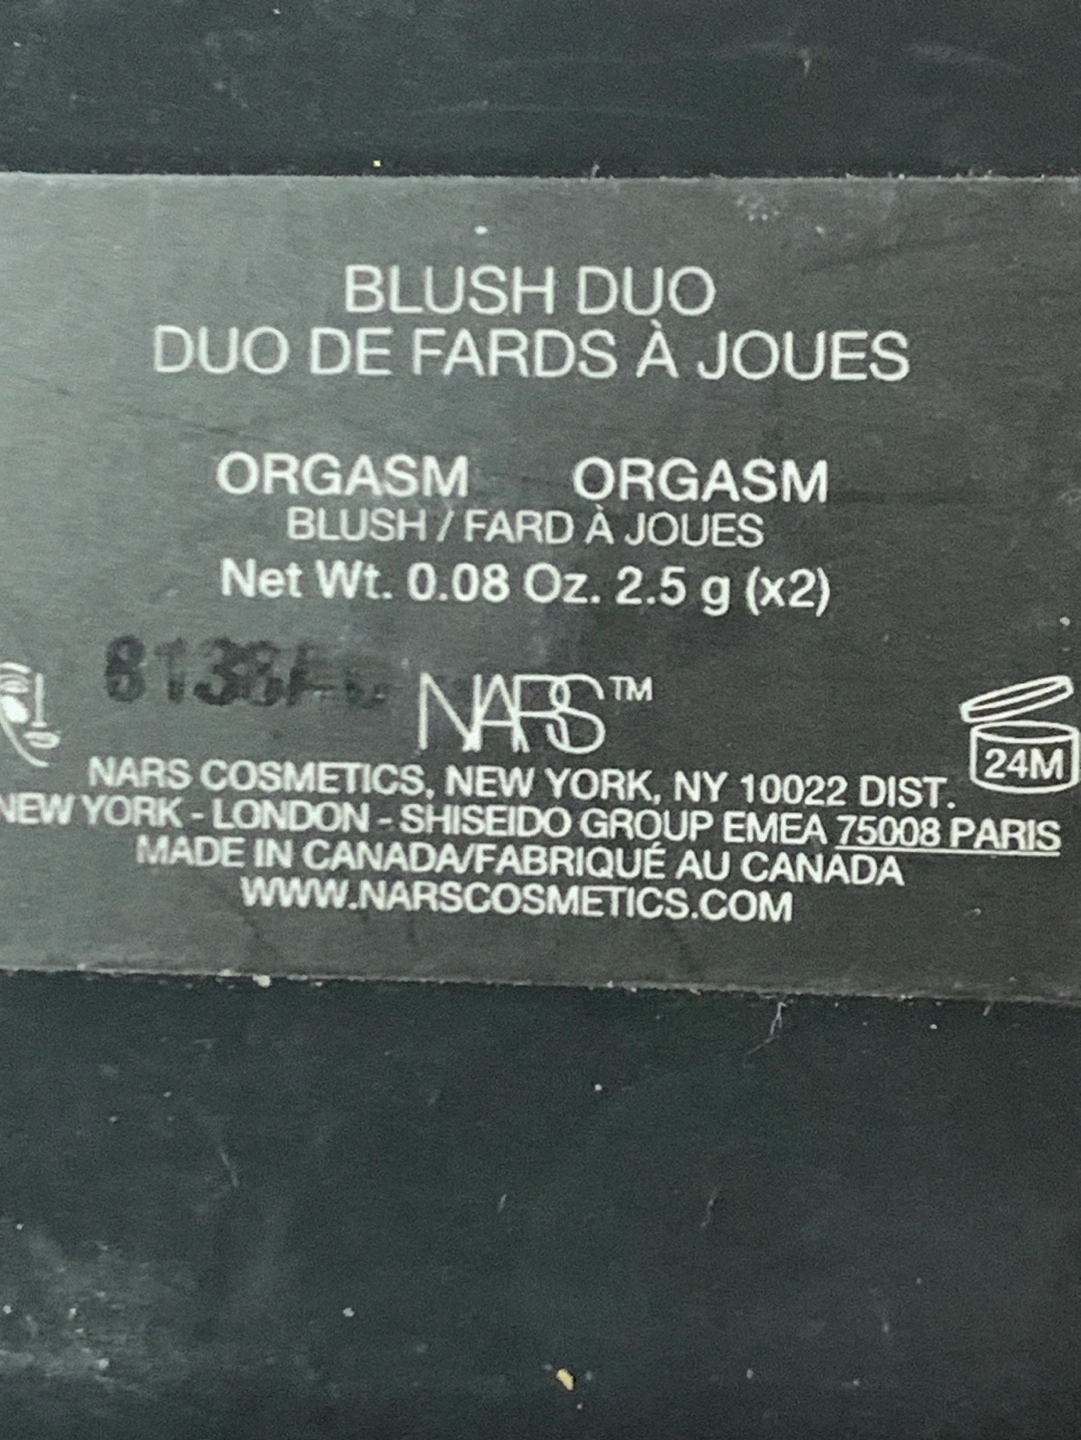 BLUSH DUO
DUO DE FARDS À JOUES
ORGASM ORGASM
BLUSH / FARD À JOUES
Net Wt. 0.08 Oz. 2.5 g (x2)
NARS™
24M
NARS COSMETICS, NEW YORK, NY 10022 DIST.
NEW YORK - LONDON - SHISEIDO GROUP EMEA 75008 PARIS
MADE IN CANADA/FABRIQUÉ AU CANADA
WWW.NARSCOSMETICS.COM